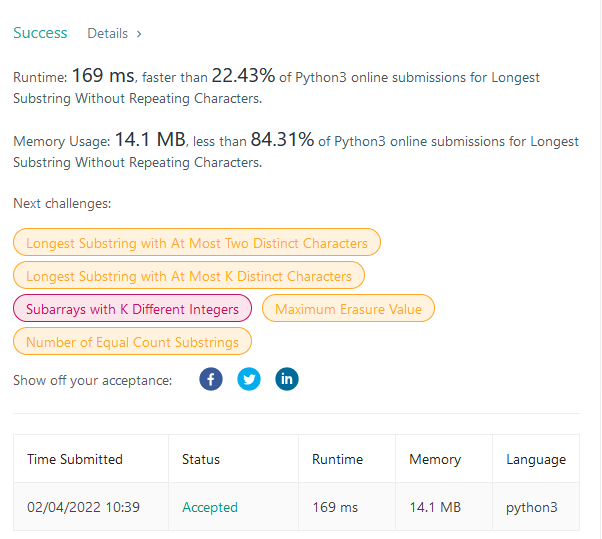 Success Details >
Runtime: 169 ms, faster than 22.43% of Python3 online submissions for Longest
Substring Without Repeating Characters.
Memory Usage: 14.1 MB, less than 84.31% of Python3 online submissions for Longest
Substring Without Repeating Characters.
Next challenges:
Longest Substring with At Most Two Distinct Characters
Longest Substring with At Most K Distinct Characters
Subarrays with K Different Integers Maximum Erasure Value
Number of Equal Count Substrings
Show off your acceptance:
Time Submitted Status Runtime Memory Language
02/04/2022 10:39 Accepted 169 ms 14.1 MB python3